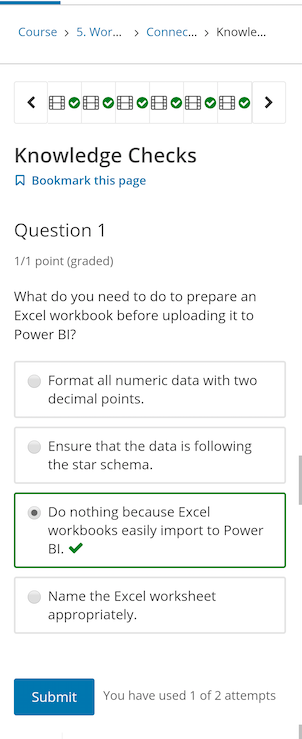 Course > 5. Wor... > Connec... > Knowle...
Knowledge Checks
Bookmark this page
Question 1
1/1 point (graded)
What do you need to do to prepare an
Excel workbook before uploading it to
Power BI?
Format all numeric data with two
decimal points.
Ensure that the data is following
the star schema.
Do nothing because Excel
workbooks easily import to Power
BI.
Name the Excel worksheet
appropriately.
Submit You have used 1 of 2 attempts